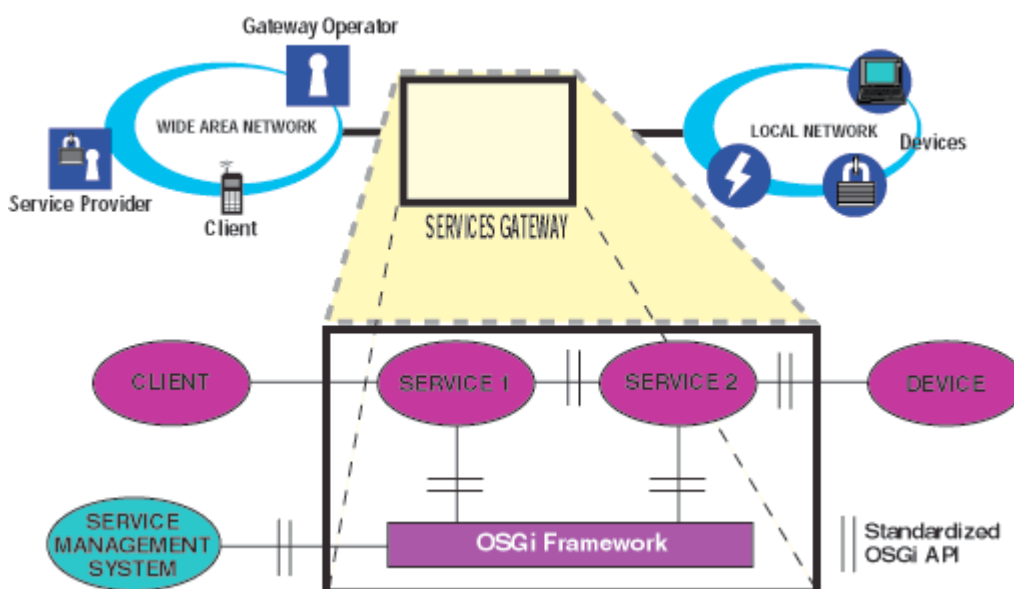 Gateway Operator
WIDE AREA NETWORK
LOCAL NETWORK
Devices
Service Provider
Client
SERVICES GATEWAY
CLIENT
SERVICE 1
SERVICE 2
DEVICE
SERVICE
MANAGEMENT
SYSTEM
OSGi Framework
Standardized
OSGi API